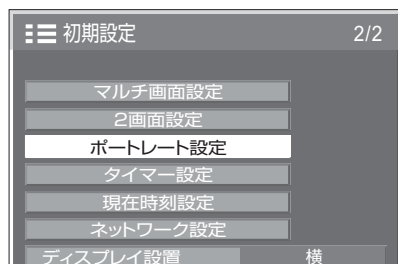 初期設定 2/2
マルチ画面設定
2画面設定
ポートレート設定
タイマー設定
現在時刻設定
ネットワーク設定
ディスプレイ設置 横